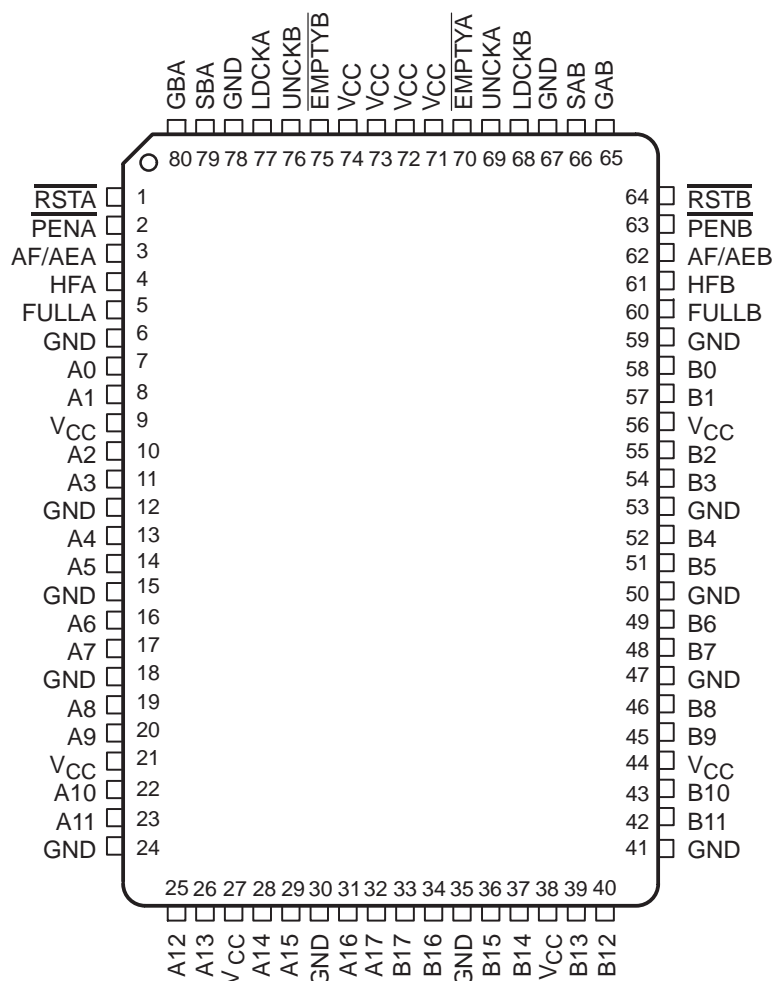 GBA SBA GND LDCKA UNCKB EMPTYB VCC VCC VCC VCC EMPTYA UNCKA LDCKB GND SAB GAB
80 79 78 77 76 75 74 73 72 71 70 69 68 67 66 65
RSTA 1 64 RSTB
PENA 2 63 PENB
AF/AEA 3 62 AF/AEB
HFA 4 61 HFB
FULLA 5 60 FULLB
GND 6 59 GND
A0 7 58 B0
A1 8 57 B1
VCC 9 56 VCC
A2 10 55 B2
A3 11 54 B3
GND 12 53 GND
A4 13 52 B4
A5 14 51 B5
GND 15 50 GND
A6 16 49 B6
A7 17 48 B7
GND 18 47 GND
A8 19 46 B8
A9 20 45 B9
VCC 21 44 VCC
A10 22 43 B10
A11 23 42 B11
GND 24 41 GND
25 26 27 28 29 30 31 32 33 34 35 36 37 38 39 40
A12 A13 VCC A14 A15 GND A16 A17 B17 B16 GND B15 B14 VCC B13 B12